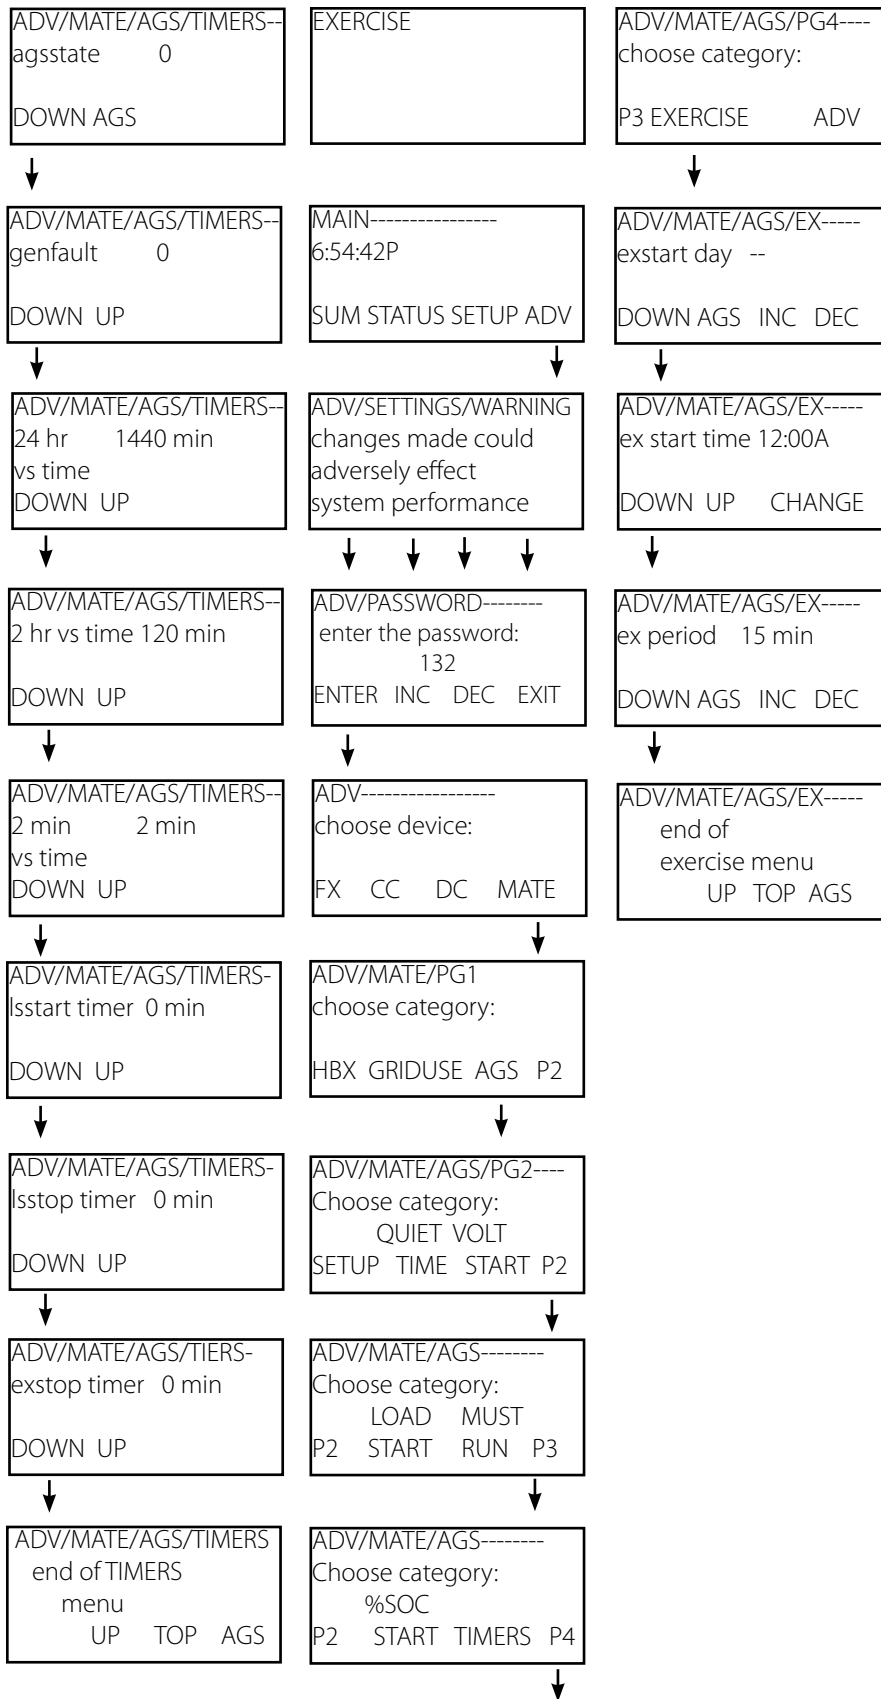 ADV/MATE/AGS/TIMERS--
agsstate 0
DOWN AGS
ADV/MATE/AGS/TIMERS--
genfault 0
DOWN UP
ADV/MATE/AGS/TIMERS--
24 hr 1440 min
vs time
DOWN UP
ADV/MATE/AGS/TIMERS--
2 hr vs time 120 min
DOWN UP
ADV/MATE/AGS/TIMERS--
2 min 2 min
vs time
DOWN UP
ADV/MATE/AGS/TIMERS-
lsstart timer 0 min
DOWN UP
ADV/MATE/AGS/TIMERS-
lsstop timer 0 min
DOWN UP
ADV/MATE/AGS/TIERS-
exstop timer 0 min
DOWN UP
ADV/MATE/AGS/TIMERS
end of TIMERS
menu
UP TOP AGS
EXERCISE
MAIN----------------
6:54:42P
SUM STATUS SETUP ADV
ADV/SETTINGS/WARNING
changes made could
adversely effect
system performance
ADV/PASSWORD--------
enter the password:
132
ENTER INC DEC EXIT
ADV-----------------
choose device:
FX CC DC MATE
ADV/MATE/PG1
choose category:
HBX GRIDUSE AGS P2
ADV/MATE/AGS/PG2----
Choose category:
QUIET VOLT
SETUP TIME START P2
ADV/MATE/AGS--------
Choose category:
LOAD MUST
P2 START RUN P3
ADV/MATE/AGS--------
Choose category:
%SOC
P2 START TIMERS P4
ADV/MATE/AGS/PG4----
choose category:
P3 EXERCISE ADV
ADV/MATE/AGS/EX-----
exstart day --
DOWN AGS INC DEC
ADV/MATE/AGS/EX-----
ex start time 12:00A
DOWN UP CHANGE
ADV/MATE/AGS/EX-----
ex period 15 min
DOWN AGS INC DEC
ADV/MATE/AGS/EX-----
end of
exercise menu
UP TOP AGS